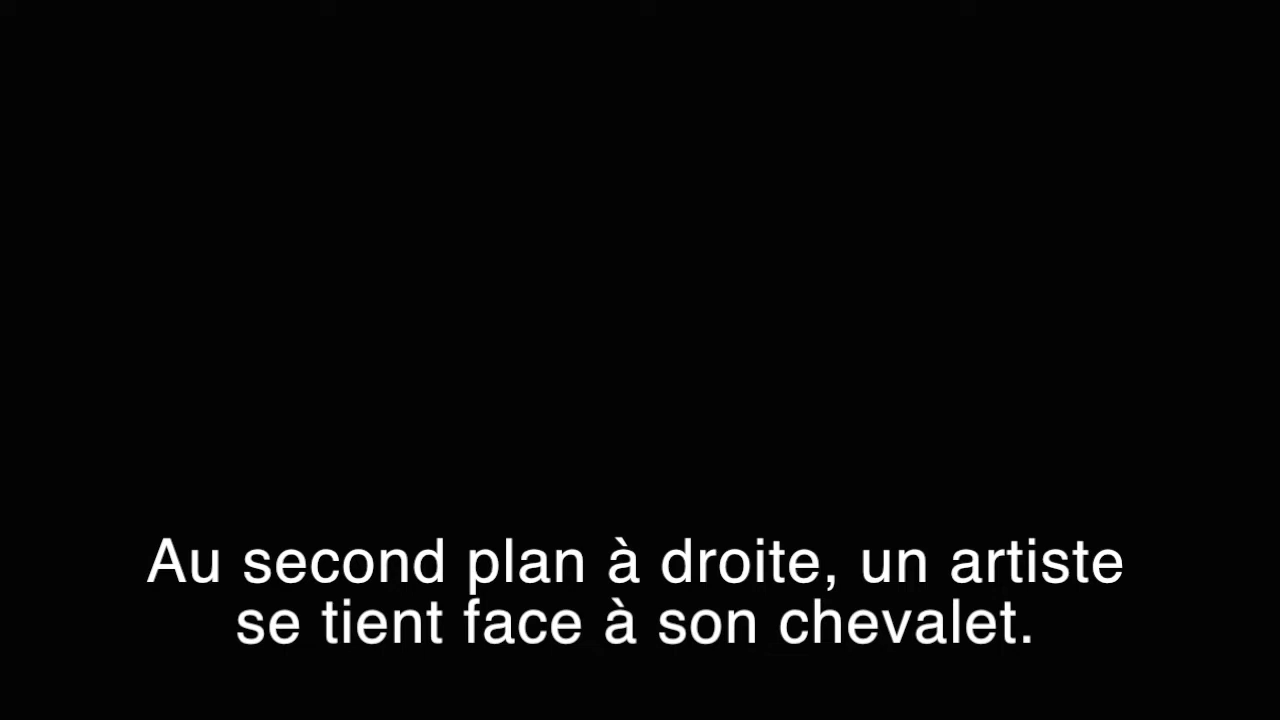 Au second plan à droite, un artiste
se tient face à son chevalet.